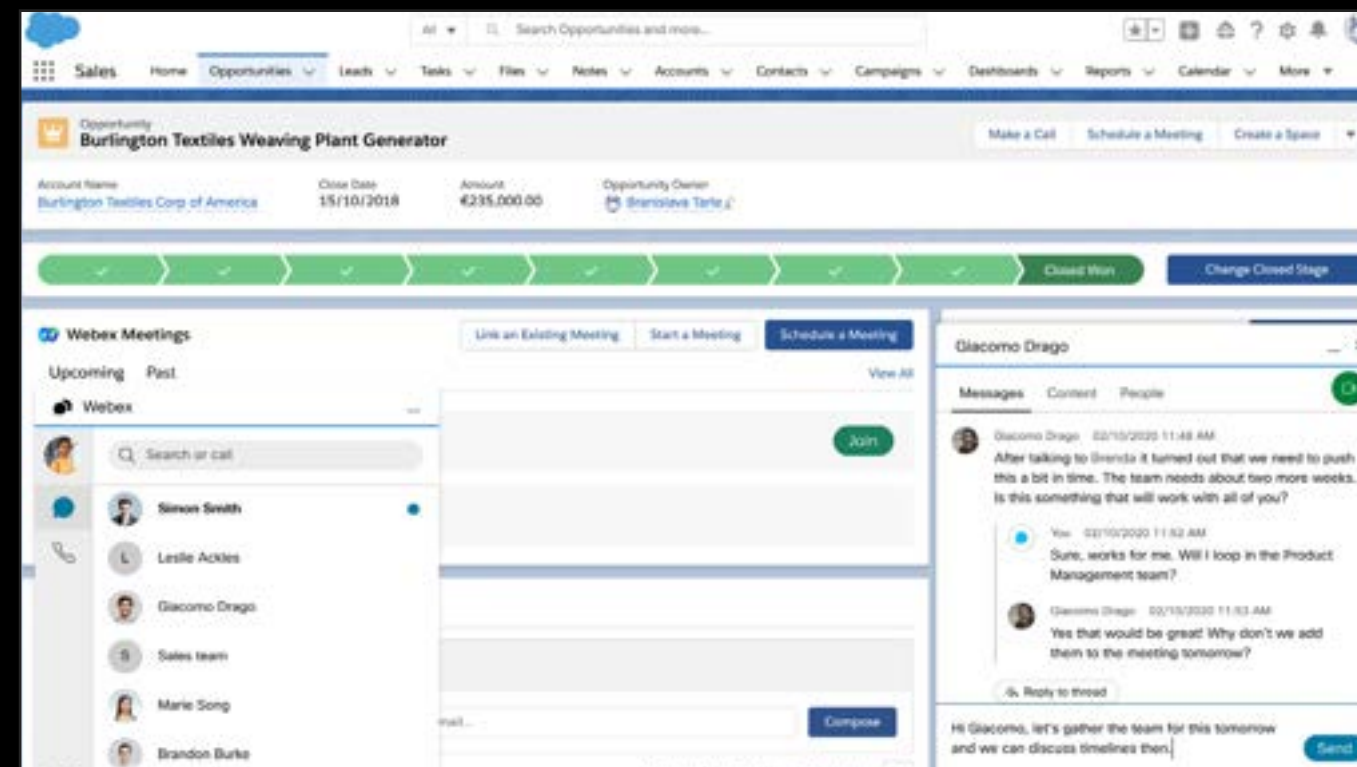 All
Search Opportunities and more...
Sales Home Opportunities Leads Tasks Files Notes Accounts Contacts Campaigns Dashboards Reports Calendar More
Opportunity
Burlington Textiles Weaving Plant Generator
Make a Call Schedule a Meeting Create a Space
Account Name Close Date Amount Opportunity Owner
Burlington Textiles Corp of America 15/10/2018 €235,000.00 Branislava Tarle
Closed Won Change Closed Stage
Webex Meetings Link an Existing Meeting Start a Meeting Schedule a Meeting
Upcoming Past View All
Webex
Join
Search or call
Simon Smith
L Leslie Ackles
Giacomo Drago
S Sales team
Marie Song
Brandon Burke
Compose
Giacomo Drago
Messages Content People
Giacomo Drago 02/10/2020 11:48 AM
After talking to Brenda it turned out that we need to push
this a bit in time. The team needs about two more weeks.
Is this something that will work with all of you?
You 02/10/2020 11:52 AM
Sure, works for me. Will I loop in the Product
Management team?
Giacomo Drago 02/10/2020 11:53 AM
Yes that would be great! Why don't we add
them to the meeting tomorrow?
Reply to thread
Hi Giacomo, let's gather the team for this tomorrow
and we can discuss timelines then.
Send